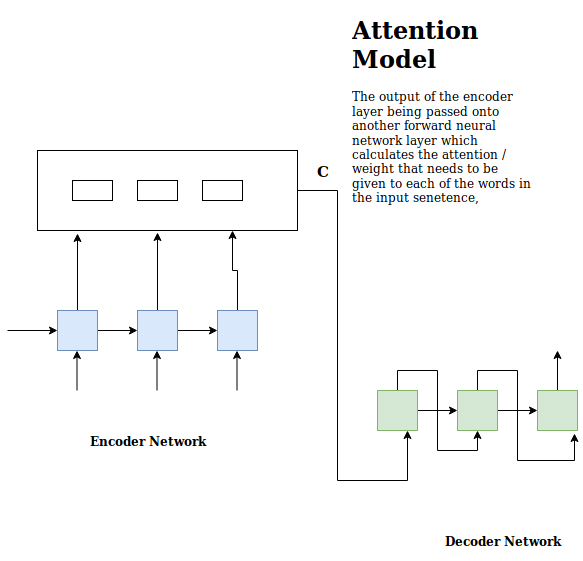 Attention
Model
The output of the encoder
layer being passed onto
another forward neural
network layer which
calculates the attention /
weight that needs to be
given to each of the words in
the input senetence,
C
Encoder Network
Decoder Network